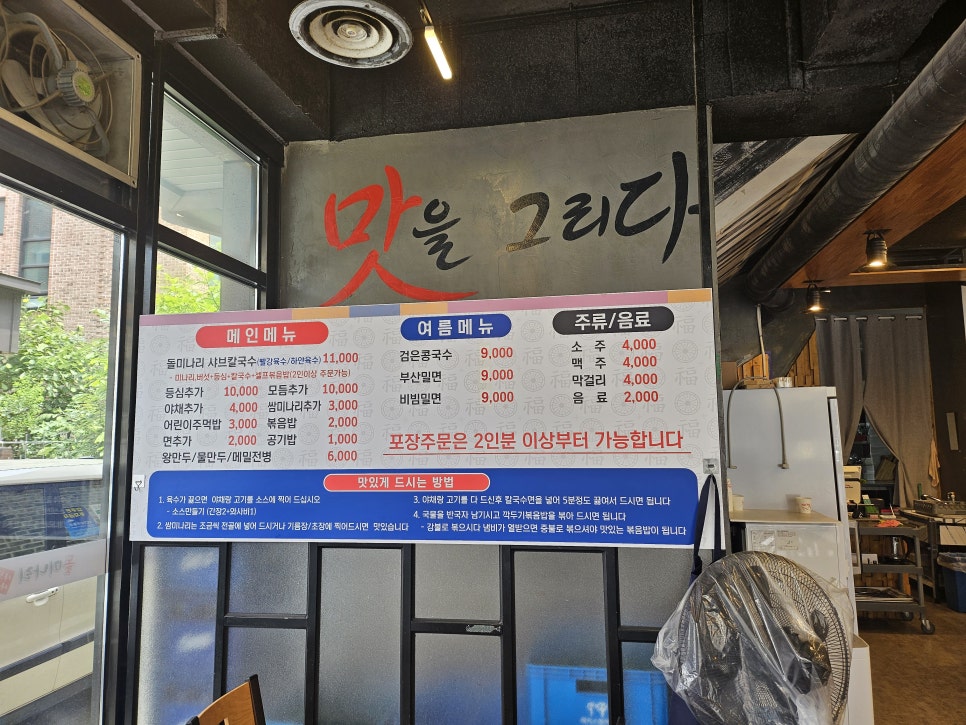 맛을 그리다
메인메뉴
돌미나리 샤브칼국수(빨강육수/하얀육수) 11,000
- 미나리,버섯+등심+칼국수+셀프볶음밥(2인이상 주문가능)
등심추가 10,000 모듬추가 10,000
야채추가 4,000 쌈미나리추가 3,000
어린이주먹밥 3,000 볶음밥 2,000
면추가 2,000 공기밥 1,000
왕만두/물만두/메밀전병 6,000
여름메뉴
검은콩국수 9,000
부산밀면 9,000
비빔밀면 9,000
주류/음료
소 주 4,000
맥 주 4,000
막걸리 4,000
음 료 2,000
포장주문은 2인분 이상부터 가능합니다
맛있게 드시는 방법
1. 육수가 끓으면 야채랑 고기를 소스에 찍어 드십시오
- 소스만들기 (간장2+와사비1)
2. 쌈미나리는 조금씩 전골에 넣어 드시거나 기름장/초장에 찍어드시면 맛있습니다
3. 야채랑 고기를 다 드신후 칼국수면을 넣어 5분정도 끓여서 드시면 됩니다
4. 국물을 반국자 남기시고 깍두기볶음밥을 볶아 드시면 됩니다
- 강불로 볶으시다 냄비가 열받으면 중불로 볶으셔야 맛있는 볶음밥이 됩니다